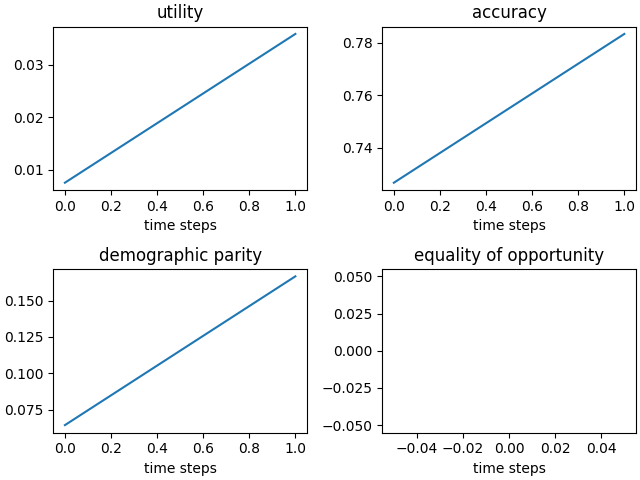 utility
0.03
0.02
0.01
0.0 0.2 0.4 0.6 0.8 1.0
time steps
accuracy
0.78
0.76
0.74
0.0 0.2 0.4 0.6 0.8 1.0
time steps
demographic parity
0.150
0.125
0.100
0.075
0.0 0.2 0.4 0.6 0.8 1.0
time steps
equality of opportunity
0.050
0.025
0.000
−0.025
−0.050
−0.04 −0.02 0.00 0.02 0.04
time steps